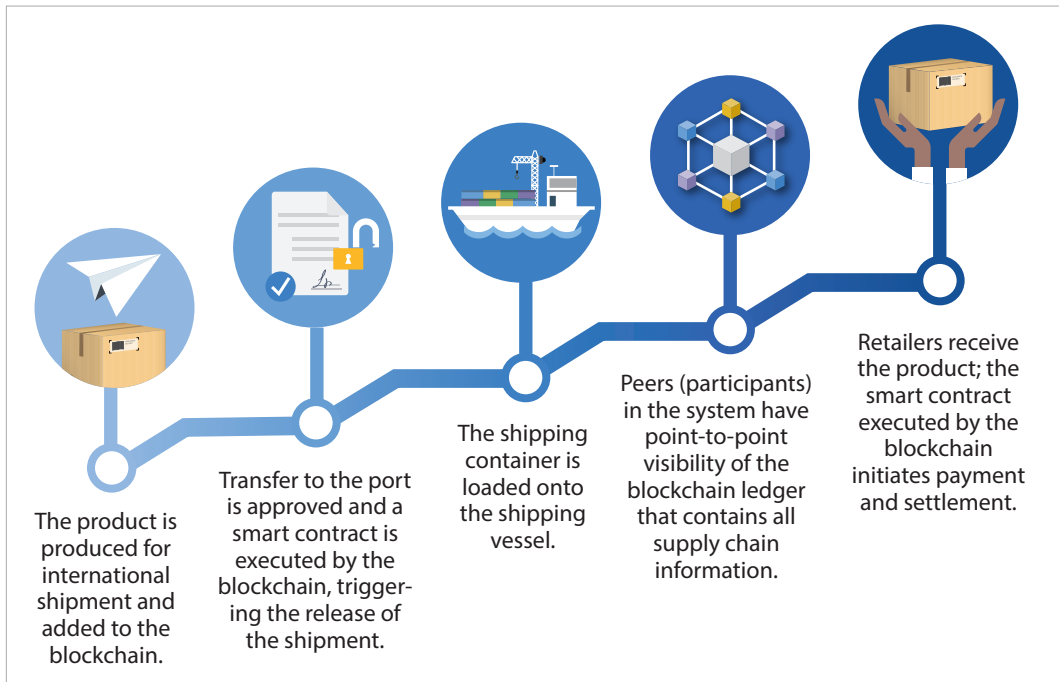 The product is
produced for
international
shipment and
added to the
blockchain.
Transfer to the port
is approved and a
smart contract is
executed by the
blockchain, trigger-
ing the release of
the shipment.
The shipping
container is
loaded onto
the shipping
vessel.
Peers (participants)
in the system have
point-to-point
visibility of the
blockchain ledger
that contains all
supply chain
information.
Retailers receive
the product; the
smart contract
executed by the
blockchain
initiates payment
and settlement.